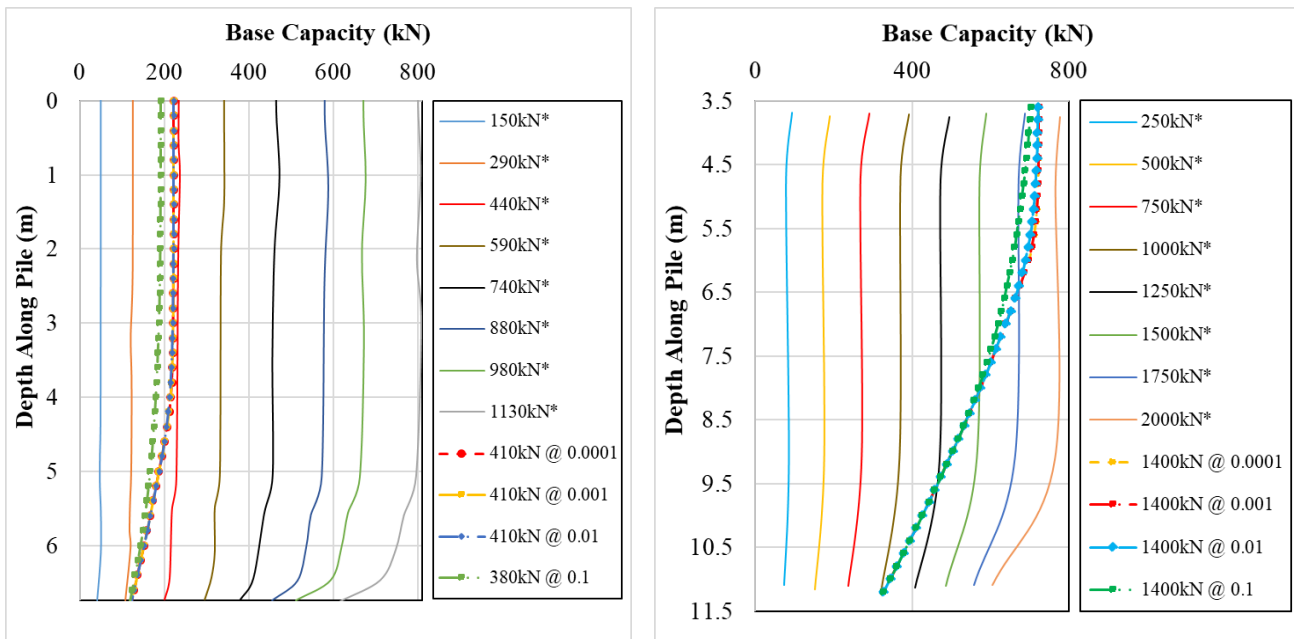 Base Capacity (kN)
0 200 400 600 800
Depth Along Pile (m)
0
1
2
3
4
5
6
150kN*
290kN*
440kN*
590kN*
740kN*
880kN*
980kN*
1130kN*
410kN @ 0.0001
410kN @ 0.001
410kN @ 0.01
380kN @ 0.1
Base Capacity (kN)
0 400 800
Depth Along Pile (m)
3.5
4.5
5.5
6.5
7.5
8.5
9.5
10.5
11.5
250kN*
500kN*
750kN*
1000kN*
1250kN*
1500kN*
1750kN*
2000kN*
1400kN @ 0.0001
1400kN @ 0.001
1400kN @ 0.01
1400kN @ 0.1